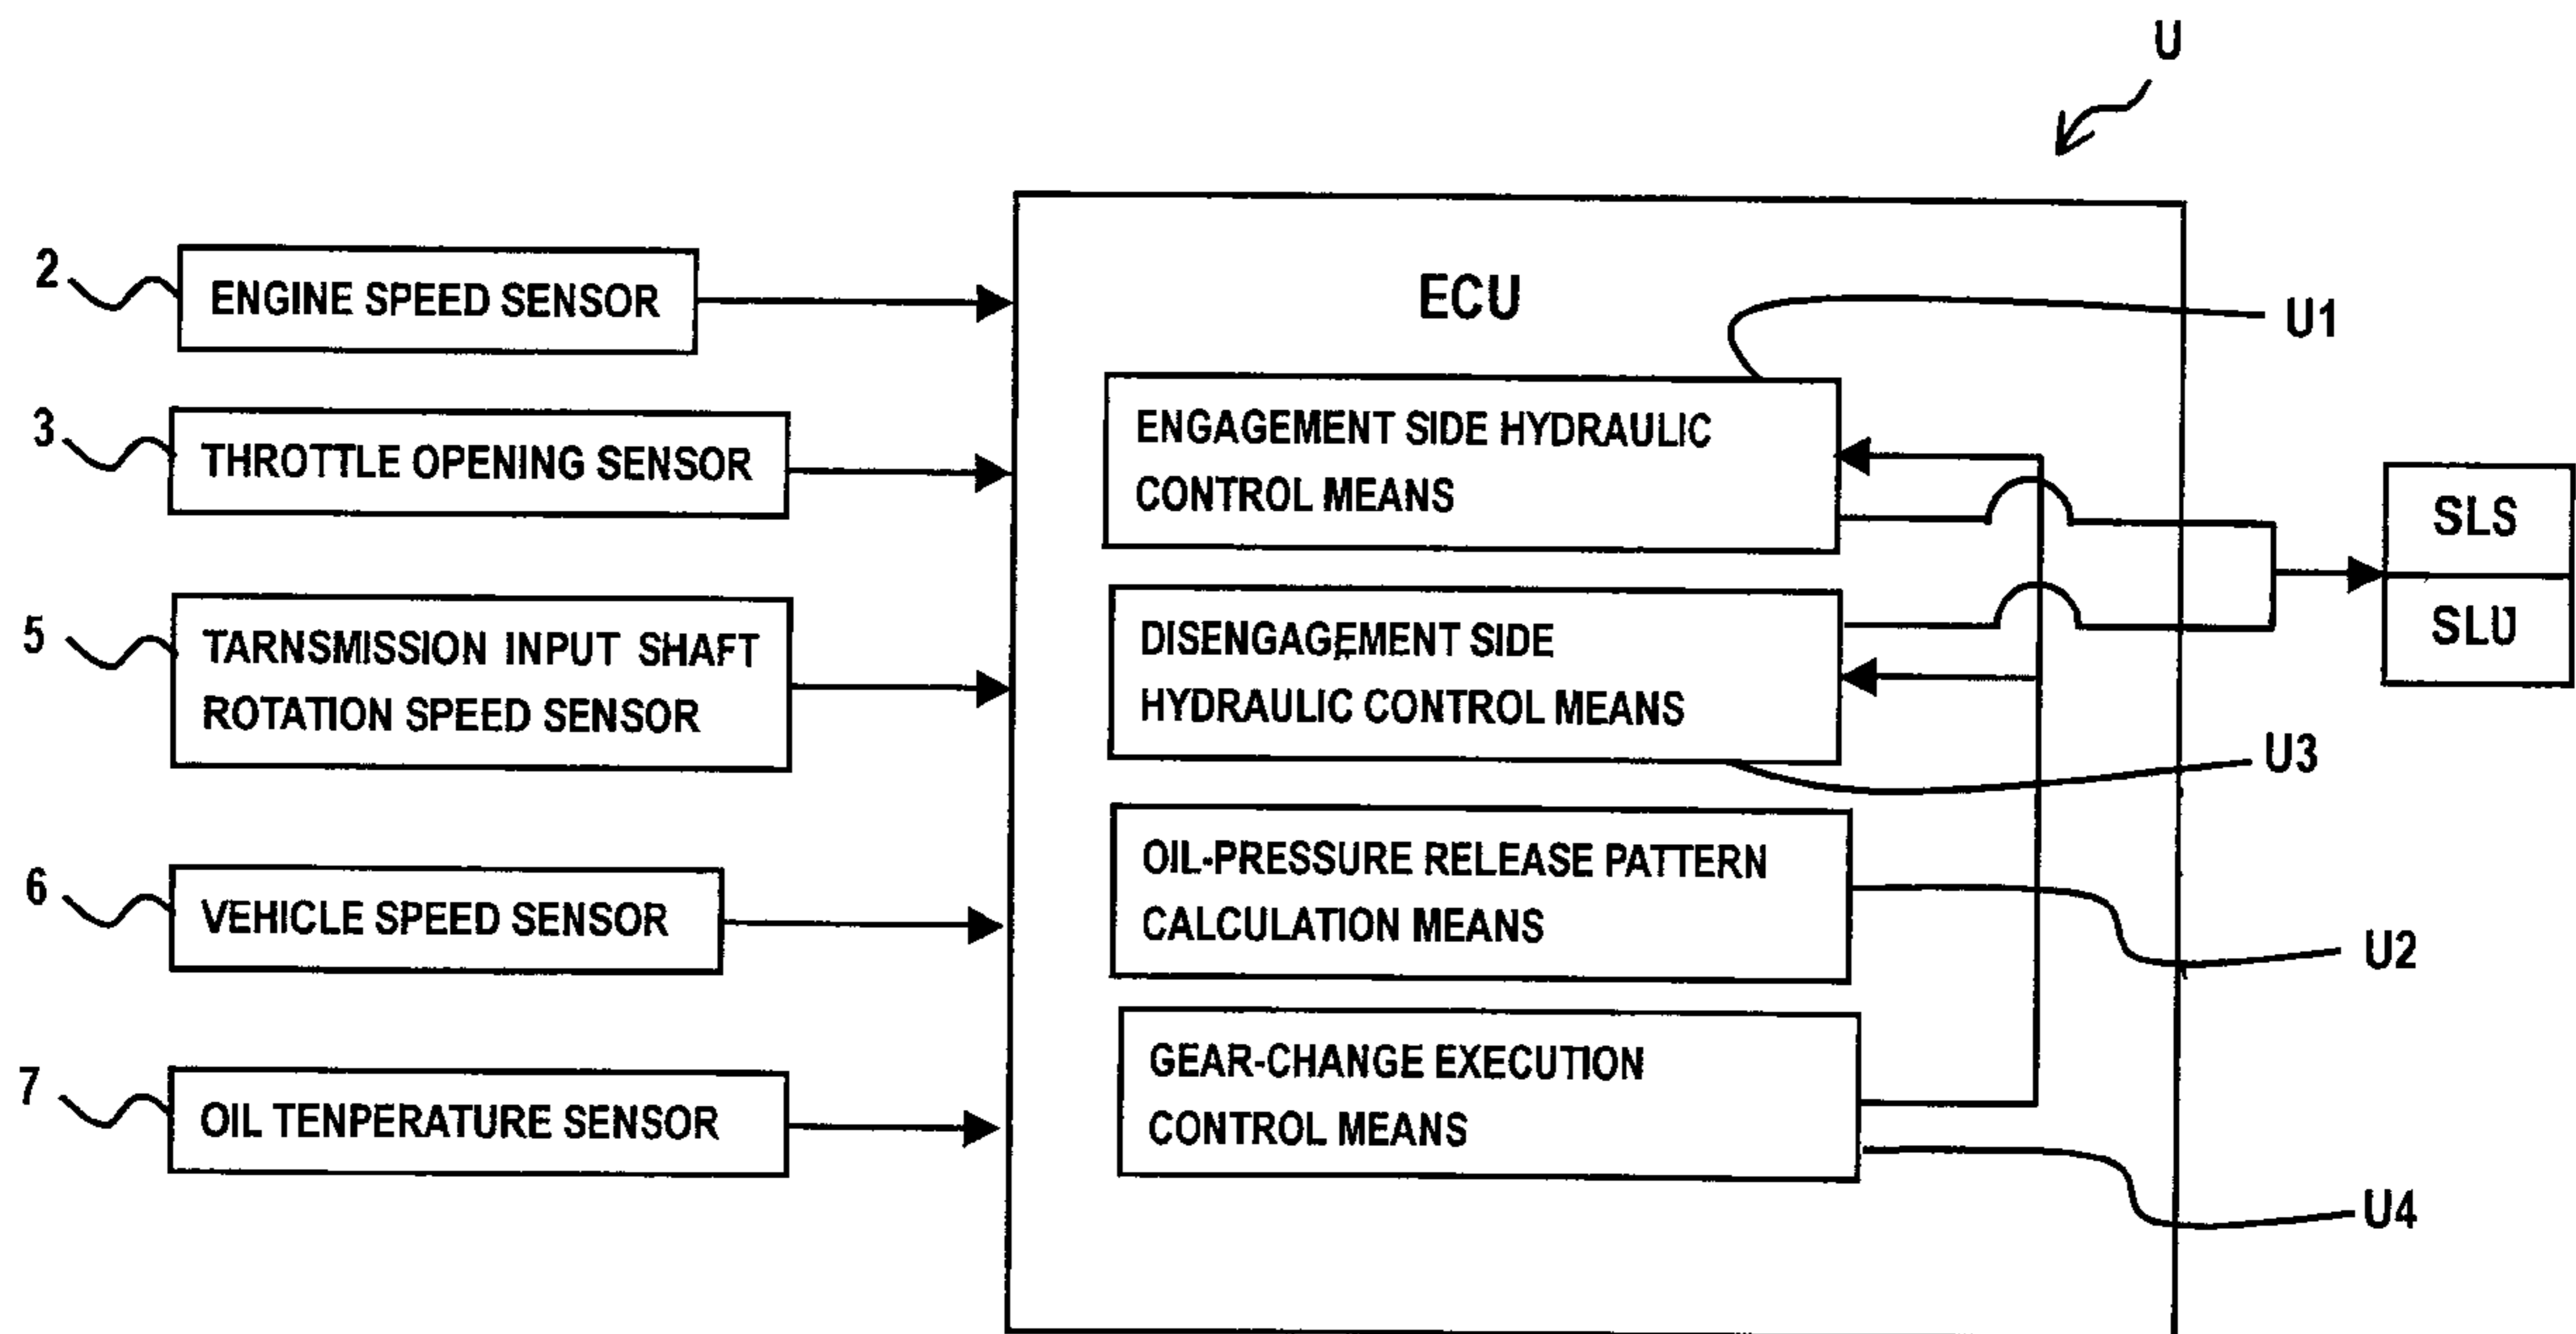 U
2
ENGINE SPEED SENSOR
3
THROTTLE OPENING SENSOR
5
TARNSMISSION INPUT SHAFT
ROTATION SPEED SENSOR
6
VEHICLE SPEED SENSOR
7
OIL TENPERATURE SENSOR
ECU
U1
ENGAGEMENT SIDE HYDRAULIC
CONTROL MEANS
DISENGAGEMENT SIDE
HYDRAULIC CONTROL MEANS
U3
OIL-PRESSURE RELEASE PATTERN
CALCULATION MEANS
U2
GEAR-CHANGE EXECUTION
CONTROL MEANS
U4
SLS
SLU